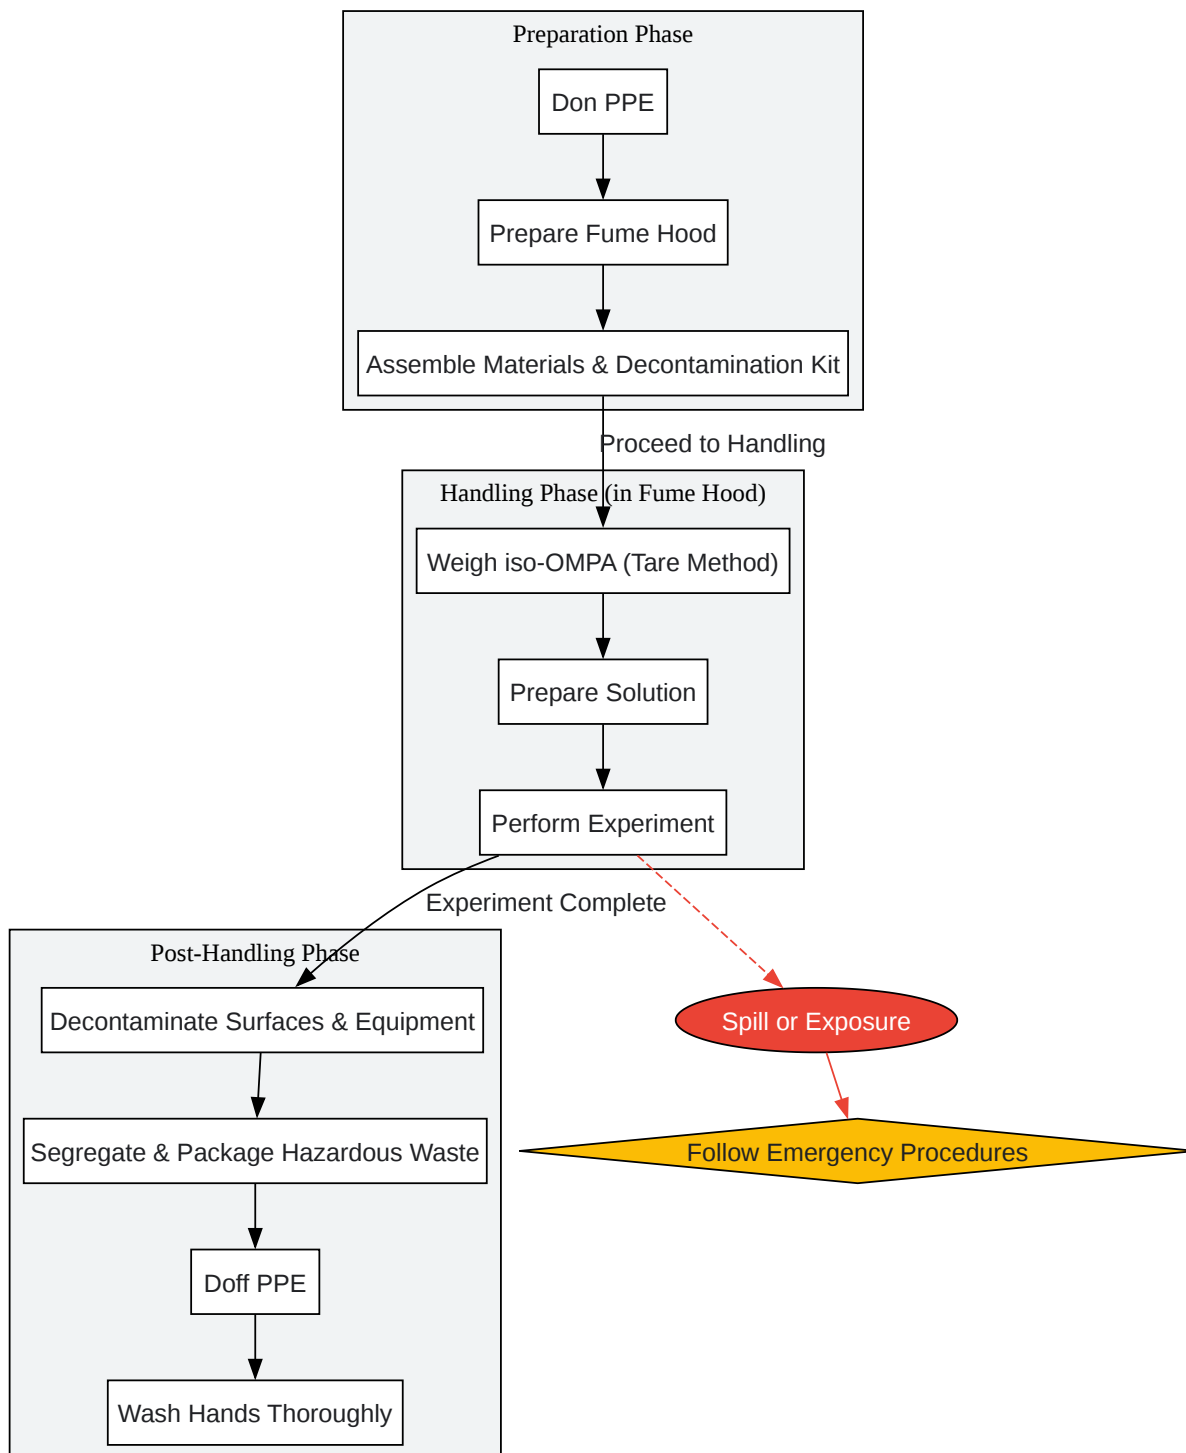 Preparation Phase
Don PPE
Prepare Fume Hood
Assemble Materials & Decontamination Kit
Proceed to Handling
Handling Phase (in Fume Hood)
Weigh iso-OMPA (Tare Method)
Prepare Solution
Perform Experiment
Experiment Complete
Post-Handling Phase
Decontaminate Surfaces & Equipment
Spill or Exposure
Segregate & Package Hazardous Waste
Follow Emergency Procedures
Doff PPE
Wash Hands Thoroughly